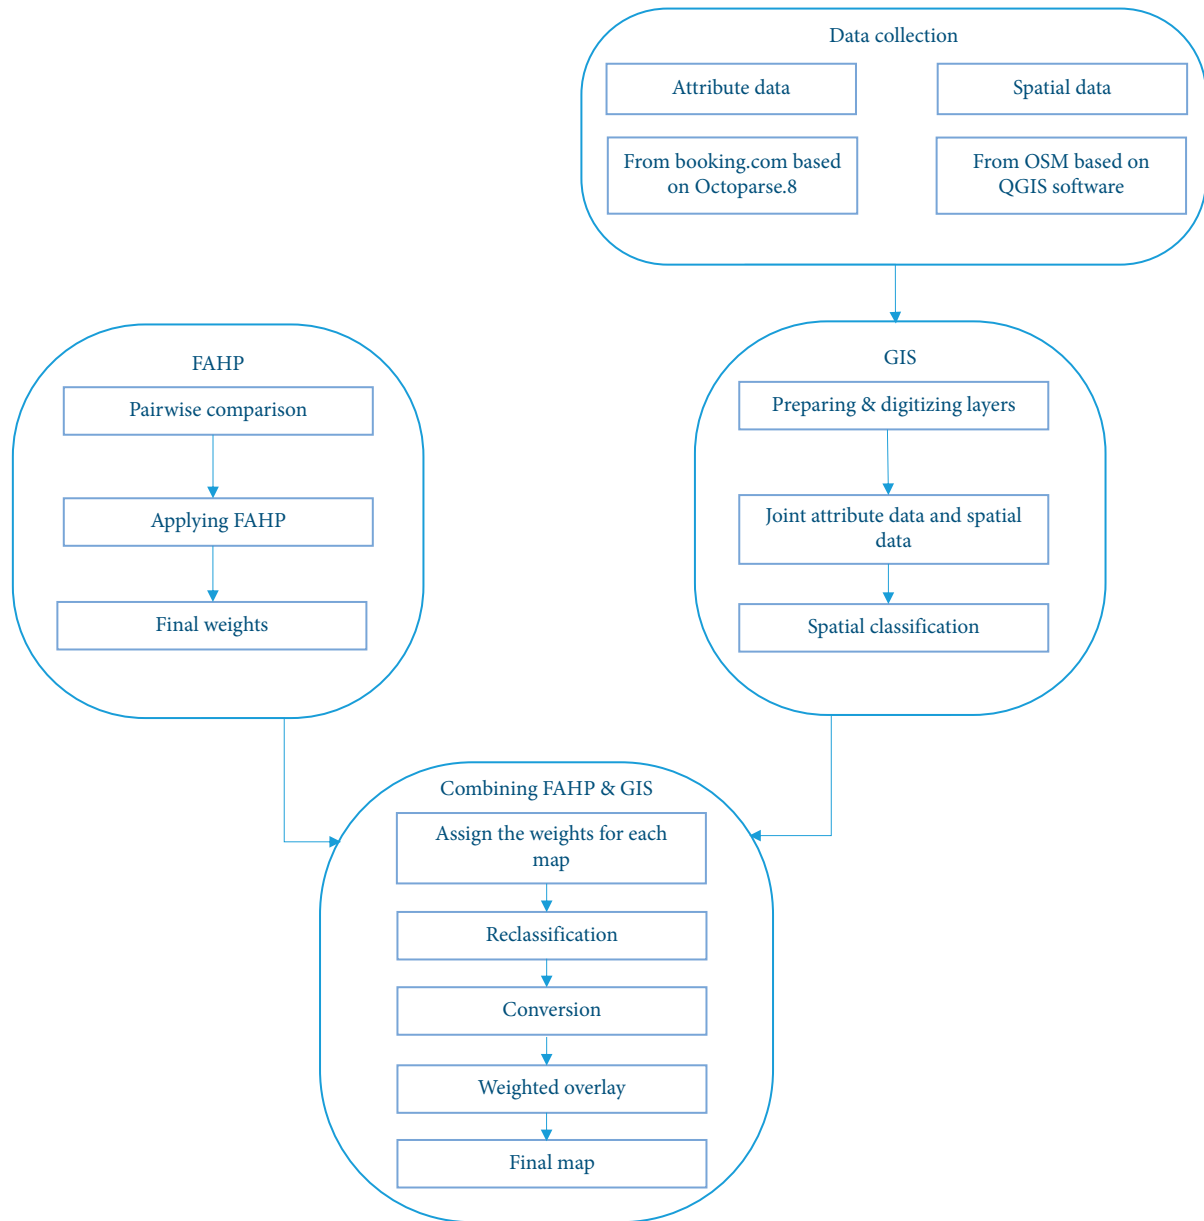 Data collection
Attribute data
Spatial data
From booking.com based
on Octoparse.8
From OSM based on
QGIS software
FAHP
Pairwise comparison
Applying FAHP
Final weights
GIS
Preparing & digitizing layers
Joint attribute data and spatial
data
Spatial classification
Combining FAHP & GIS
Assign the weights for each
map
Reclassification
Conversion
Weighted overlay
Final map